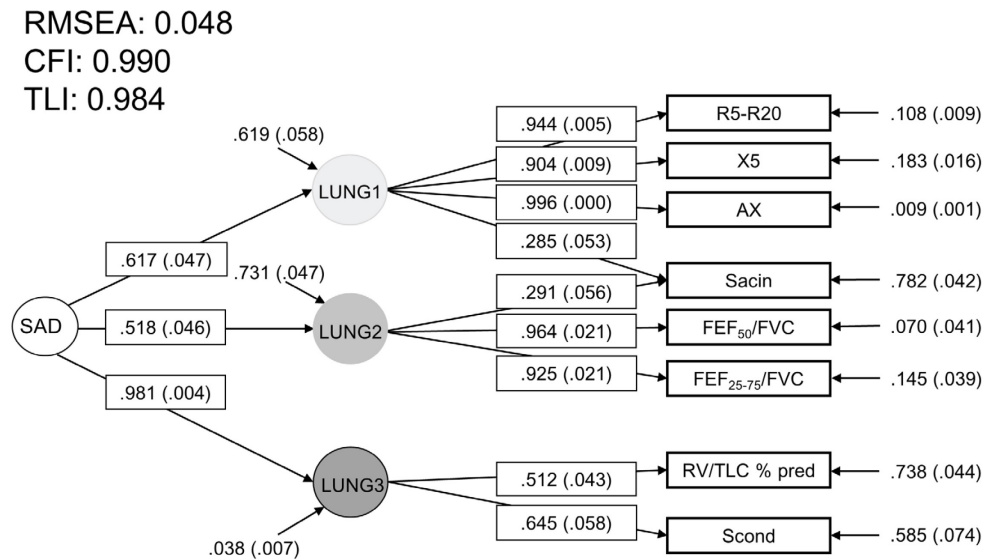 RMSEA: 0.048
CFI: 0.990
TLI: 0.984
.619 (.058)
.944 (.005)
R5-R20
.108 (.009)
LUNG1
.904 (.009)
X5
.183 (.016)
.996 (.000)
AX
.009 (.001)
.617 (.047)
.285 (.053)
.731 (.047)
.291 (.056)
Sacin
.782 (.042)
SAD
.518 (.046)
LUNG2
.964 (.021)
FEF50/FVC
.070 (.041)
.925 (.021)
FEF25-75/FVC
.145 (.039)
.981 (.004)
LUNG3
.512 (.043)
RV/TLC % pred
.738 (.044)
.645 (.058)
Scond
.585 (.074)
.038 (.007)